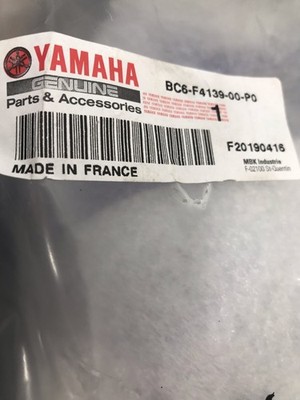 YAMAHA
GENUINE
Parts & Accessories
BC6-F4139-00-P0
1
F20190416
MADE IN FRANCE
MBK Industrie
F-02100 St-Quentin